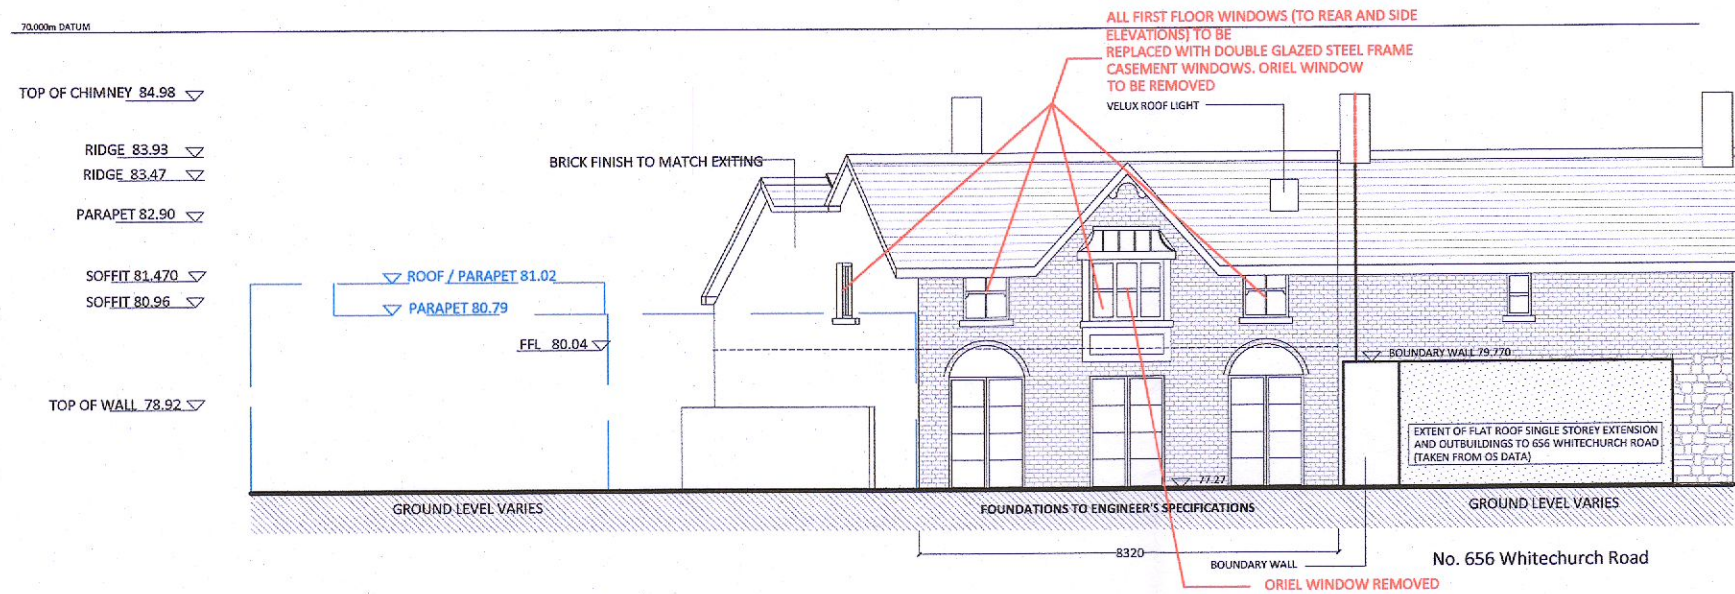 70.000m DATUM
ALL FIRST FLOOR WINDOWS (TO REAR AND SIDE
ELEVATIONS) TO BE
REPLACED WITH DOUBLE GLAZED STEEL FRAME
CASEMENT WINDOWS. ORIEL WINDOW
TO BE REMOVED
TOP OF CHIMNEY 84.98
VELUX ROOF LIGHT
RIDGE 83.93
BRICK FINISH TO MATCH EXITING
RIDGE 83.47
PARAPET 82.90
SOFFIT 81.470
ROOF / PARAPET 81.02
SOFFIT 80.96
PARAPET 80.79
FFL 80.04
BOUNDARY WALL 79.770
TOP OF WALL 78.92
EXTENT OF FLAT ROOF SINGLE STOREY EXTENSION
AND OUTBUILDINGS TO 656 WHITECHURCH ROAD
(TAKEN FROM OS DATA)
77.27
GROUND LEVEL VARIES
FOUNDATIONS TO ENGINEER'S SPECIFICATIONS
GROUND LEVEL VARIES
8320
BOUNDARY WALL
No. 656 Whitechurch Road
ORIEL WINDOW REMOVED